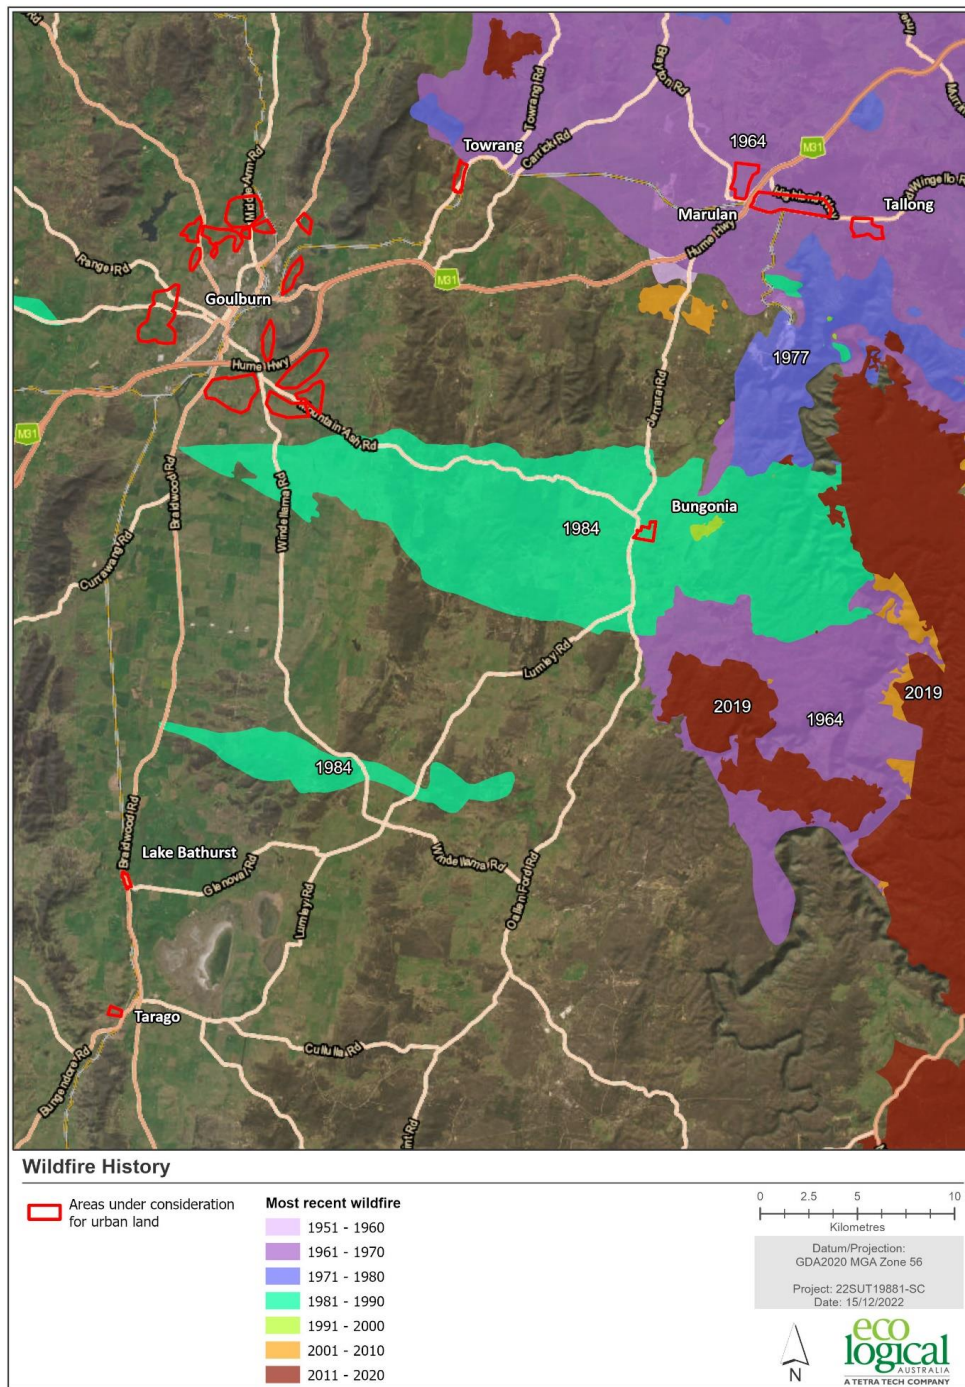 Towrang Rd
Brayton Rd
Towrang
Carrick Rd
1964
M31
Middle Arm Rd
Highland Way
Wingello Rd
Tallong
Marulan
Hume Hwy
Range Rd
M31
Goulburn
1977
Hume Hwy
Jerrara Rd
Mountain Ash Rd
M31
Braidwood Rd
Windellama Rd
Bungonia
1984
Currawang Rd
Lumley Rd
2019
2019
1964
1984
Braidwood Rd
Lake Bathurst
Glenoval Rd
Windellama Rd
Lumley Rd
Oallen Ford Rd
Tarago
Cullulla Rd
Bungendore Rd
Wildfire History
Areas under consideration
for urban land
Most recent wildfire
1951 - 1960
1961 - 1970
1971 - 1980
1981 - 1990
1991 - 2000
2001 - 2010
2011 - 2020
0 2.5 5 10
Kilometres
Datum/Projection:
GDA2020 MGA Zone 56
Project: 22SUT19881-SC
Date: 15/12/2022
N
eco
logical
AUSTRALIA
A TETRA TECH COMPANY